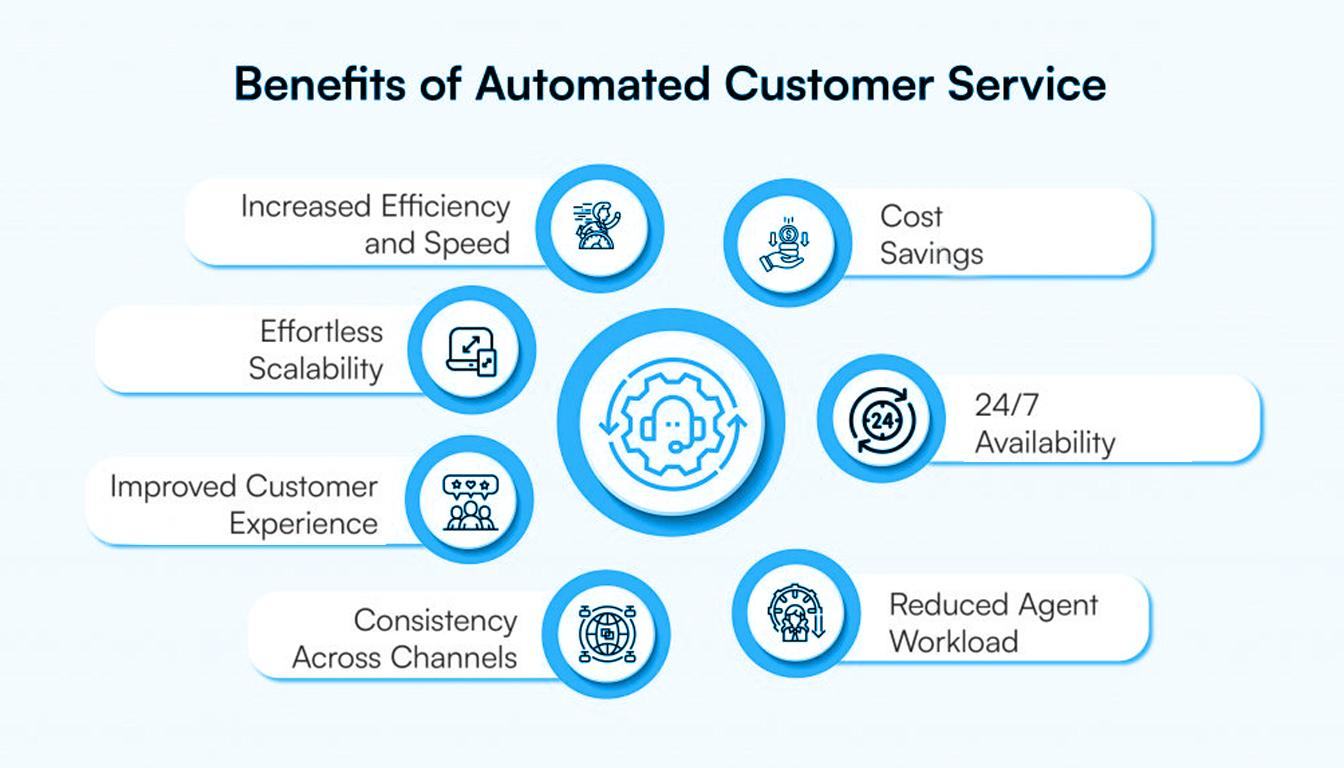 Benefits of Automated Customer Service
Increased Efficiency
and Speed
Cost
Savings
Effortless
Scalability
24/7
Availability
24
Improved Customer
Experience
Consistency
Across Channels
Reduced Agent
Workload